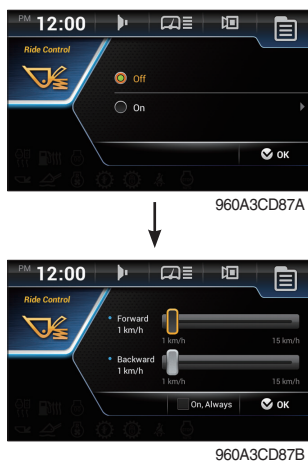 PM 12:00
Ride Control
Off
On
OK
960A3CD87A
PM 12:00
Ride Control
Forward
1 km/h
1 km/h 15 km/h
Backward
1 km/h
1 km/h 15 km/h
On, Always OK
960A3CD87B